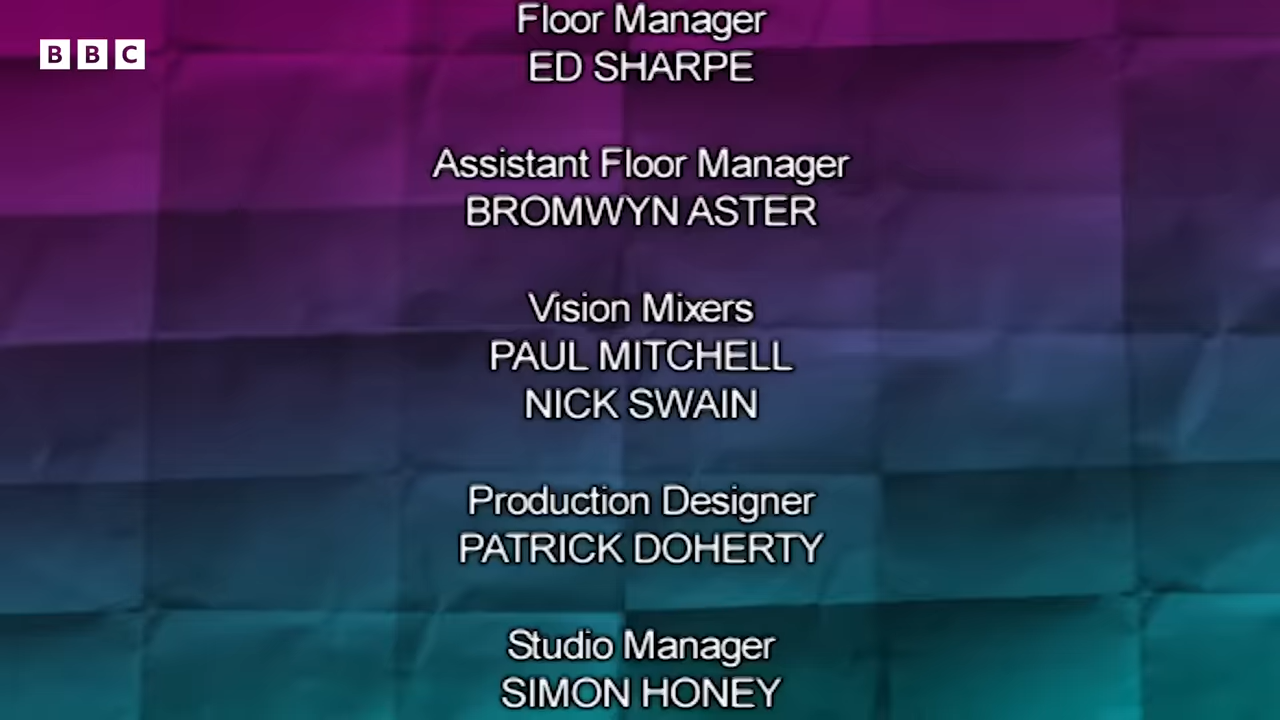 BBC
Floor Manager
ED SHARPE
Assistant Floor Manager
BROMWYN ASTER
Vision Mixers
PAUL MITCHELL
NICK SWAIN
Production Designer
PATRICK DOHERTY
Studio Manager
SIMON HONEY